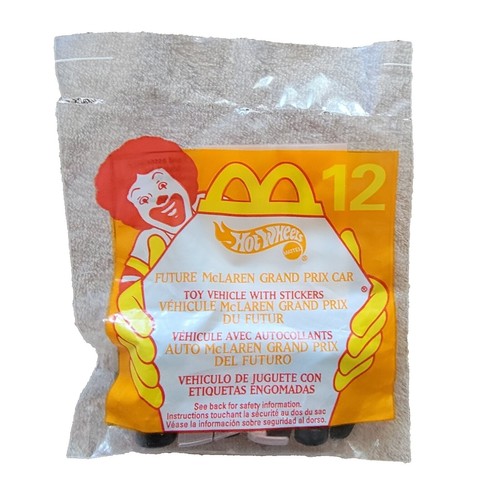 12
Hot Wheels
MATTEL
®
FUTURE McLAREN GRAND PRIX CAR
®
TOY VEHICLE WITH STICKERS
VÉHICULE McLAREN GRAND PRIX
DU FUTUR
VÉHICULE AVEC AUTOCOLLANTS
AUTO McLAREN GRAND PRIX
DEL FUTURO
VEHICULO DE JUGUETE CON
ETIQUETAS ENGOMADAS
See back for safety information.
Instructions touchant la sécurité au dos du sac
Véase la información sobre seguridad al dorso.